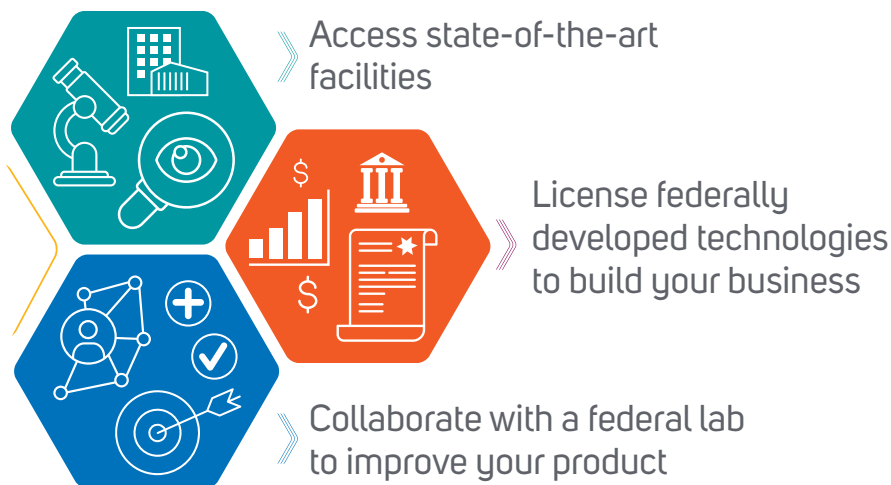 Access state-of-the-art
facilities
$
License federally
developed technologies
to build your business
$
Collaborate with a federal lab
to improve your product